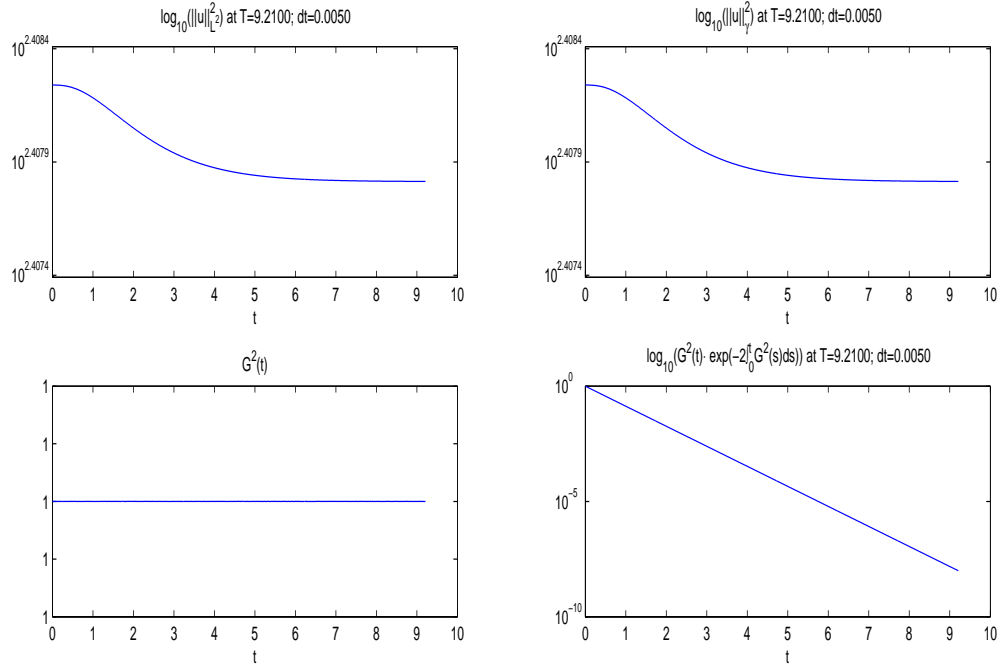 log₁₀(||u||²_L²) at T=9.2100; dt=0.0050
10^2.4084
10^2.4079
10^2.4074
0 1 2 3 4 5 6 7 8 9 10
t
log₁₀(||u||²_γ) at T=9.2100; dt=0.0050
10^2.4084
10^2.4079
10^2.4074
0 1 2 3 4 5 6 7 8 9 10
t
G²(t)
1
1
1
1
1
0 1 2 3 4 5 6 7 8 9 10
t
log₁₀(G²(t)· exp(-2∫₀ᵗG²(s)ds)) at T=9.2100; dt=0.0050
10^0
10^-5
10^-10
0 1 2 3 4 5 6 7 8 9 10
t